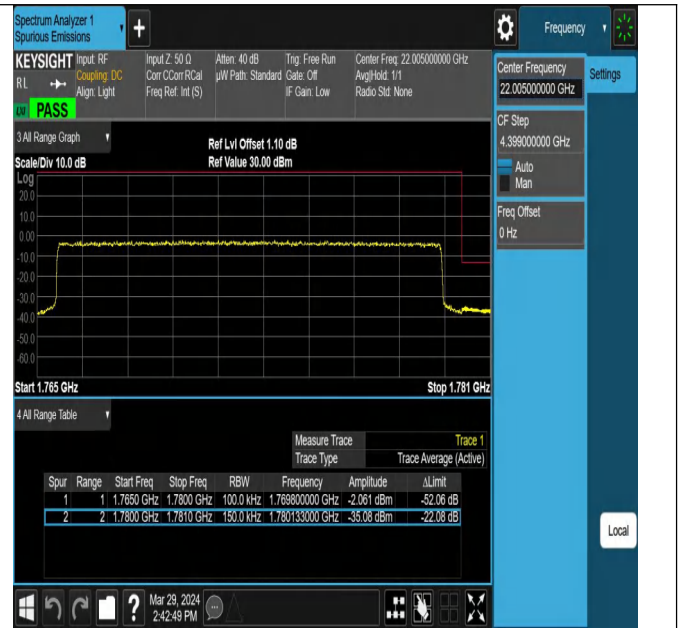 Spectrum Analyzer 1
Spurious Emissions
+
Frequency
KEYSIGHT Input: RF Input Z: 50 Ω Atten: 40 dB Trig: Free Run Center Freq: 22.005000000 GHz
RL Coupling: DC Corr CCorr RCal µW Path: Standard Gate: Off Avg|Hold: 1/1
Align: Light Freq Ref: Int (S) IF Gain: Low Radio Std: None
PASS
Center Frequency
22.005000000 GHz
Settings
CF Step
4.399000000 GHz
Auto
Man
Freq Offset
0 Hz
3 All Range Graph
Ref Lvl Offset 1.10 dB
Scale/Div 10.0 dB Ref Value 30.00 dBm
Log
20.0
10.0
0.00
-10.0
-20.0
-30.0
-40.0
-50.0
-60.0
Start 1.765 GHz Stop 1.781 GHz
4 All Range Table
Measure Trace Trace 1
Trace Type Trace Average (Active)
Spur Range Start Freq Stop Freq RBW Frequency Amplitude ΔLimit
1 1 1.7650 GHz 1.7800 GHz 100.0 kHz 1.769800000 GHz -2.061 dBm -52.06 dB
2 2 1.7800 GHz 1.7810 GHz 150.0 kHz 1.780133000 GHz -35.08 dBm -22.08 dB
Local
? Mar 29, 2024
2:42:49 PM